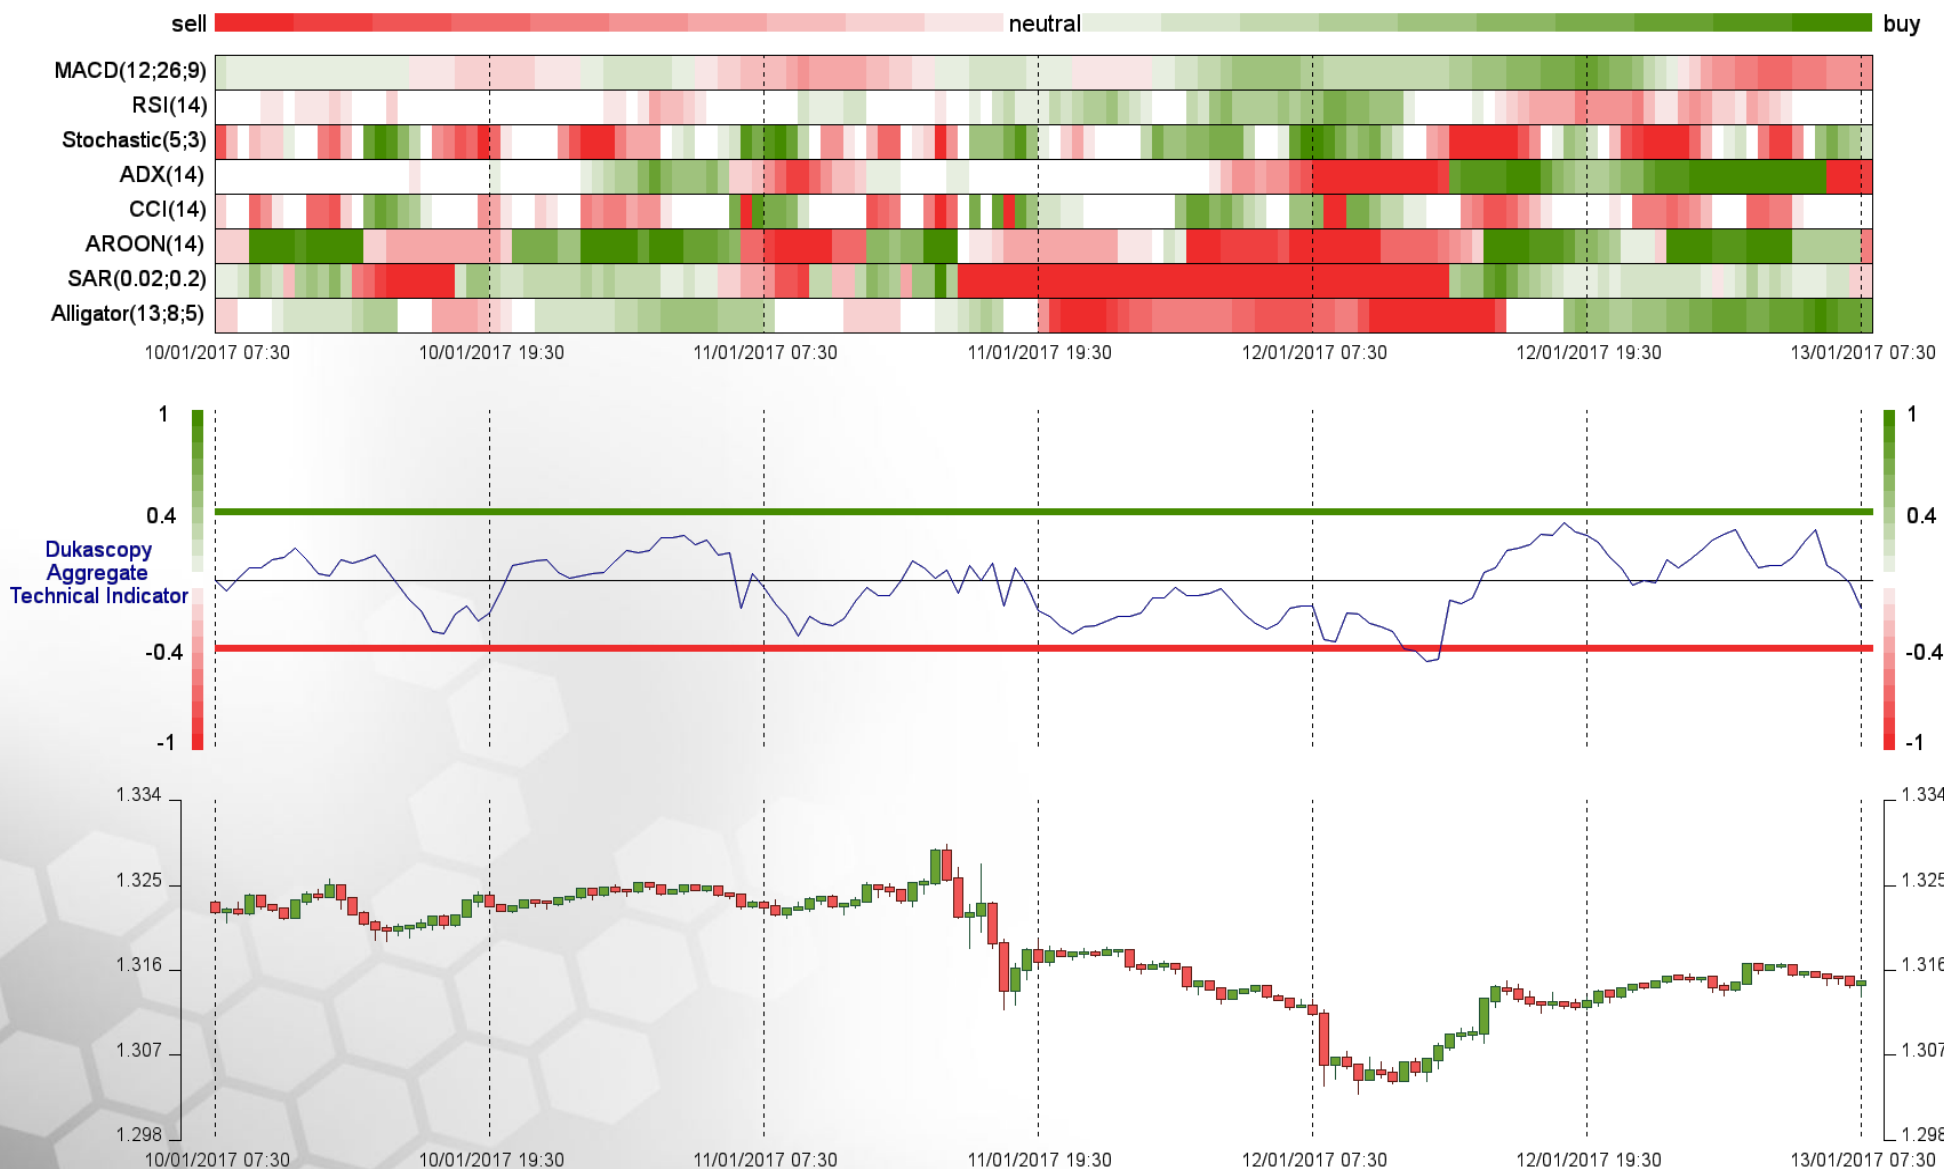 sell neutral buy
MACD(12;26;9)
RSI(14)
Stochastic(5;3)
ADX(14)
CCI(14)
AROON(14)
SAR(0.02;0.2)
Alligator(13;8;5)
10/01/2017 07:30 10/01/2017 19:30 11/01/2017 07:30 11/01/2017 19:30 12/01/2017 07:30 12/01/2017 19:30 13/01/2017 07:30
1 1
0.4 0.4
Dukascopy
Aggregate
Technical Indicator
-0.4 -0.4
-1 -1
1.334 1.334
1.325 1.325
1.316 1.316
1.307 1.307
1.298 1.298
10/01/2017 07:30 10/01/2017 19:30 11/01/2017 07:30 11/01/2017 19:30 12/01/2017 07:30 12/01/2017 19:30 13/01/2017 07:30